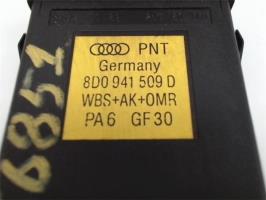 PNT
Germany
8D0 941 509 D
WBS+AK+OMR
PA6 GF30
6851